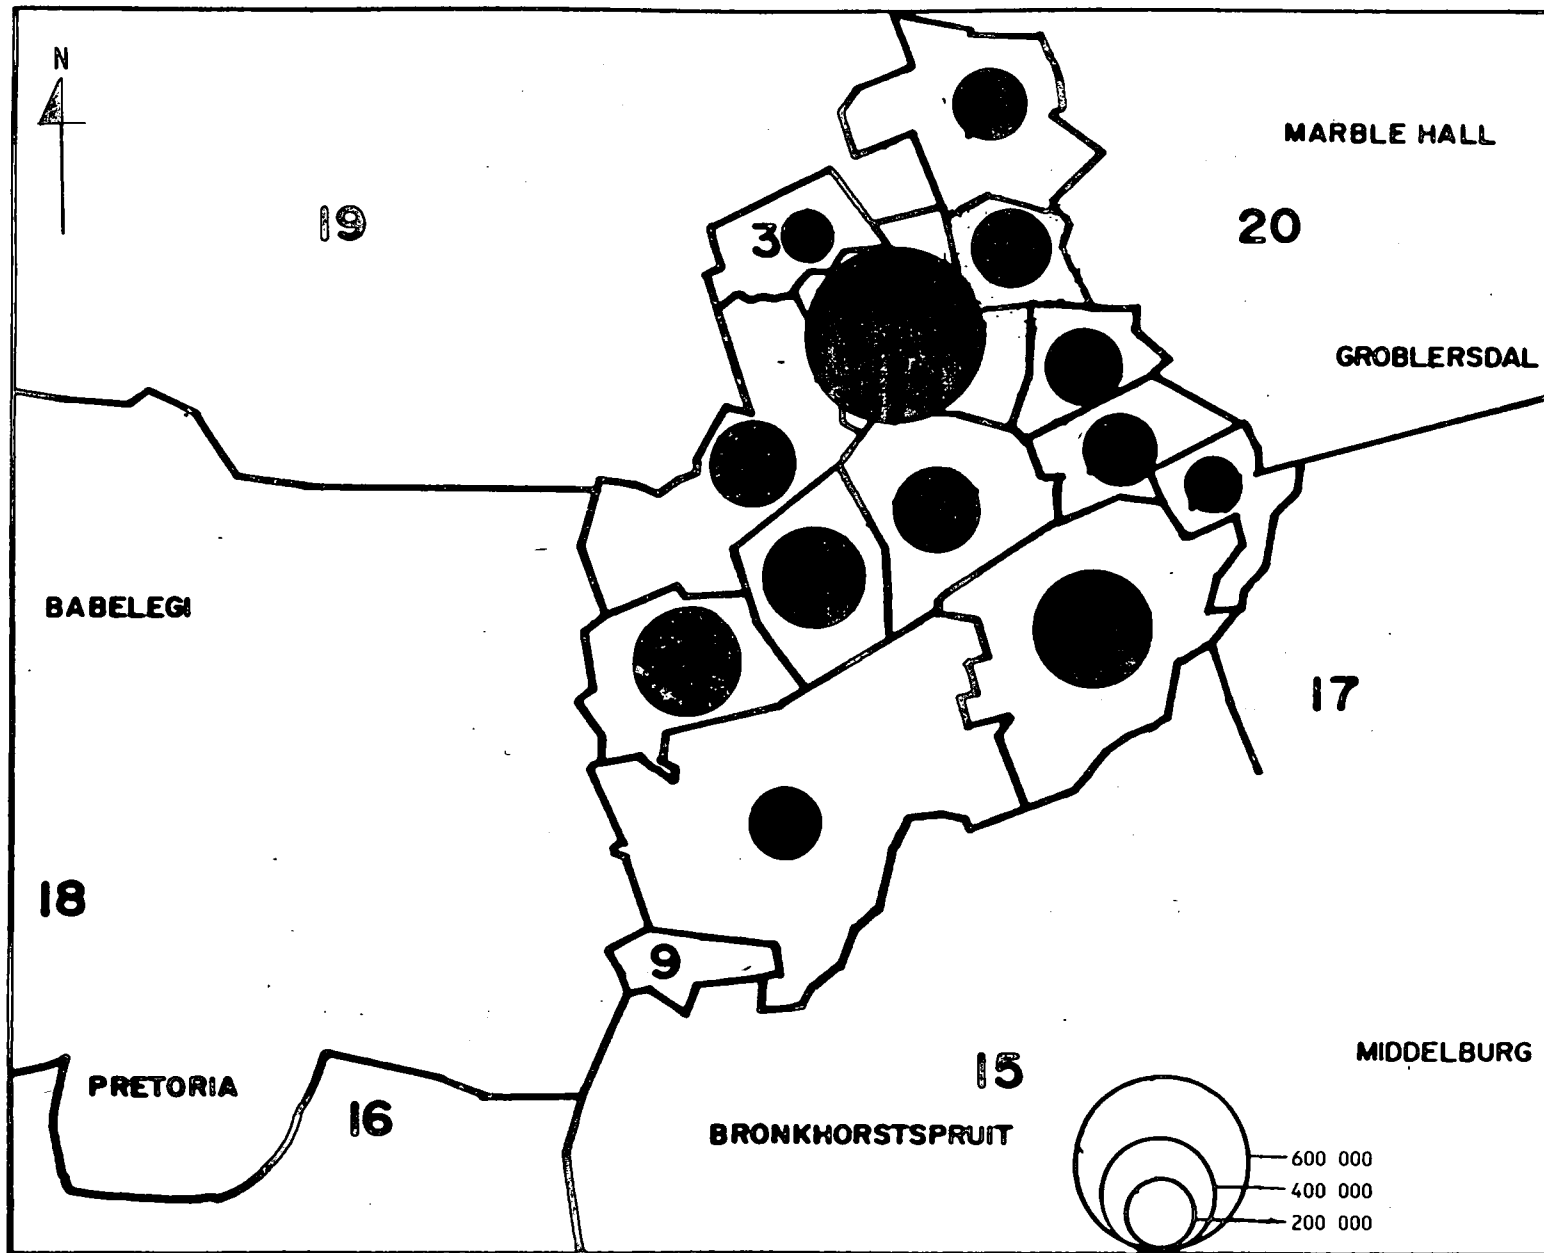 N
MARBLE HALL
19
3
20
GROBLERSDAL
BABELEGI
17
18
9
PRETORIA
16
15
MIDDELBURG
BRONKHORSTSPRUIT
600 000
400 000
200 000